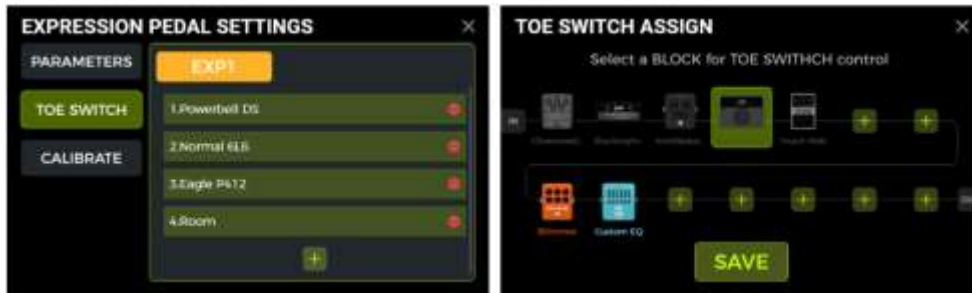 EXPRESSION PEDAL SETTINGS
PARAMETERS
EXP1
TOE SWITCH
1.Powerbell DS
2.Normal 6L6
CALIBRATE
3.Eagle P412
4.Room
TOE SWITCH ASSIGN
Select a BLOCK for TOE SWITHCH control
IN
Custom EQ
SAVE